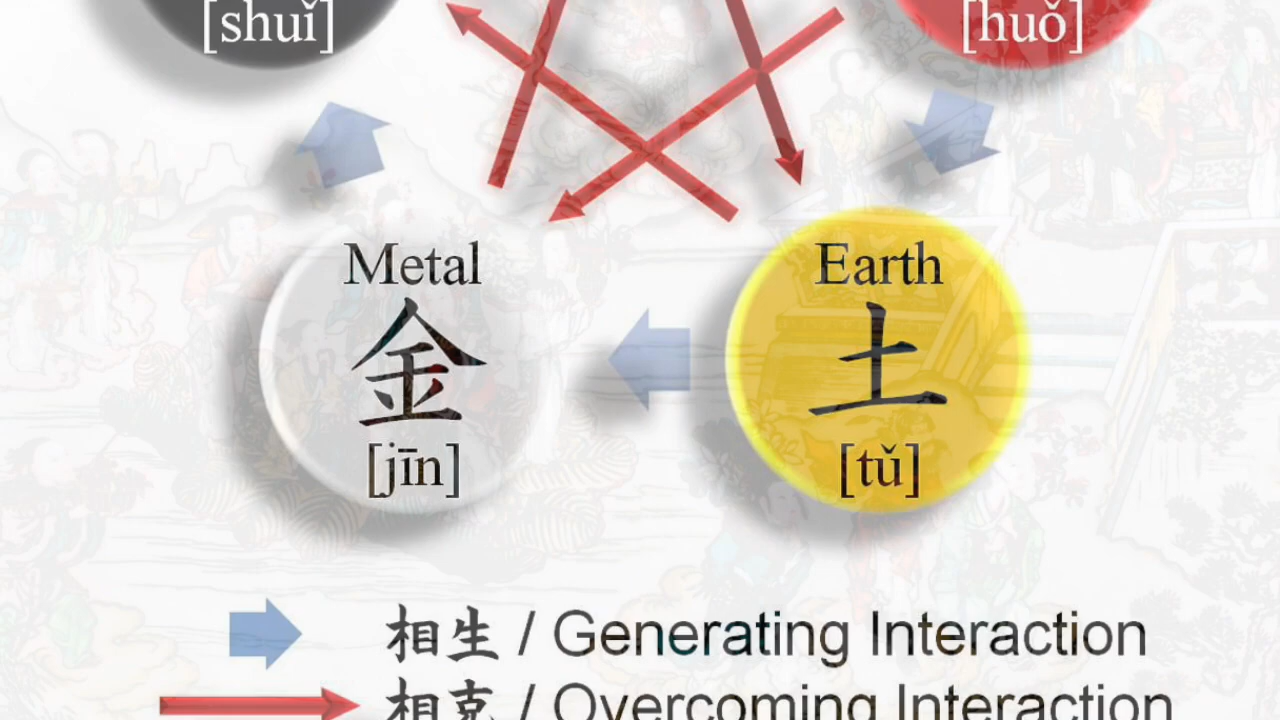 [shuǐ]
[huǒ]
Metal
金
[jīn]
Earth
土
[tǔ]
相生 / Generating Interaction
相克 / Overcoming Interaction